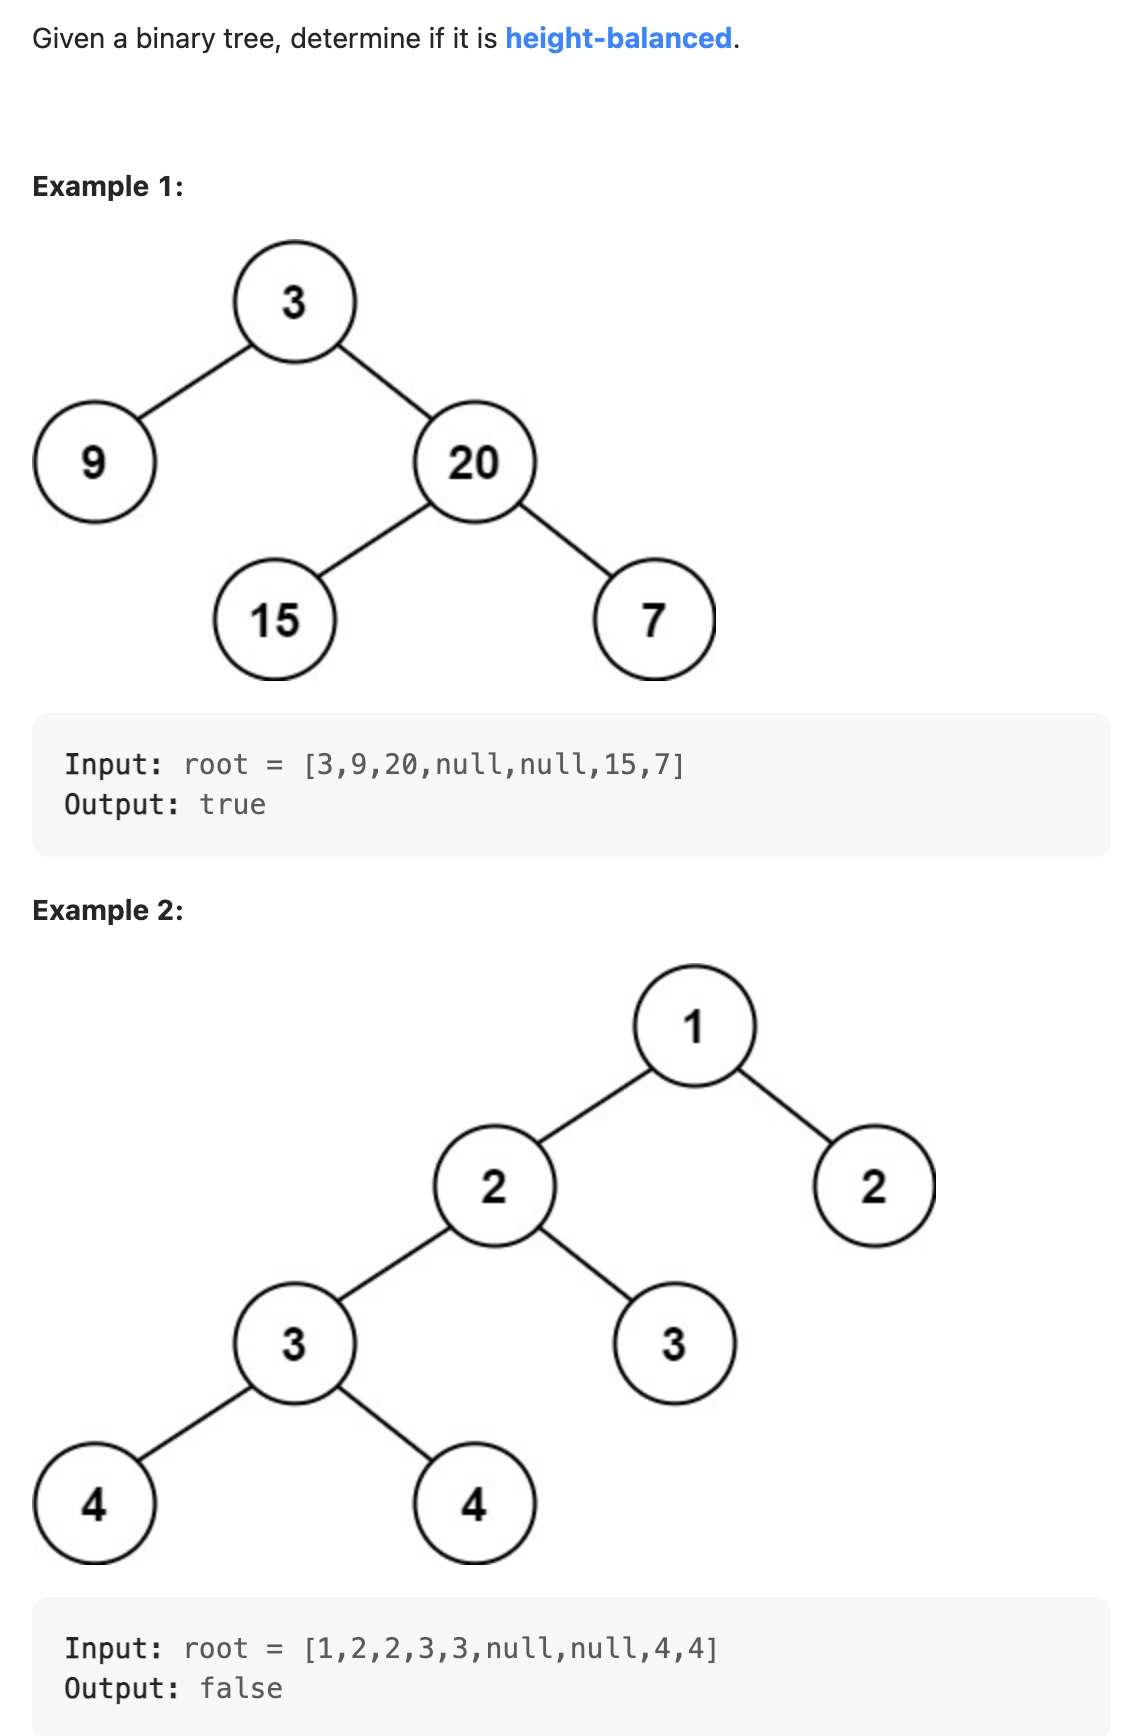 Given a binary tree, determine if it is height-balanced.
Example 1:
3
9
20
15
7
Input: root = [3,9,20,null,null,15,7]
Output: true
Example 2:
1
2
2
3
3
4
4
Input: root = [1,2,2,3,3,null,null,4,4]
Output: false